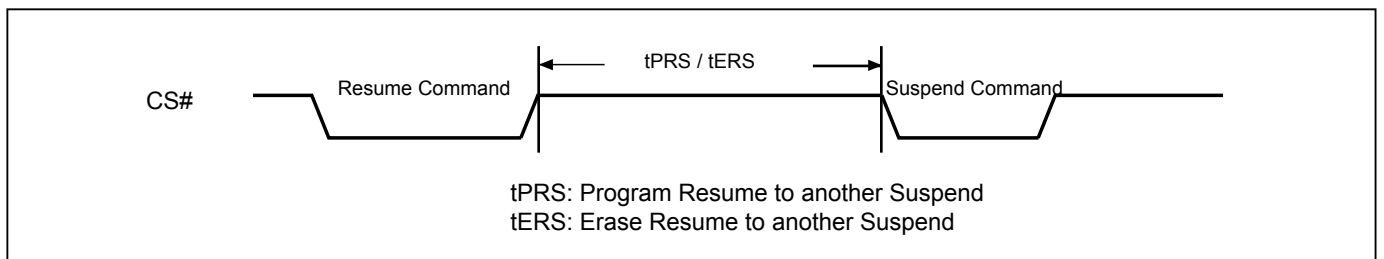 tPRS / tERS
CS#
Resume Command
Suspend Command
tPRS: Program Resume to another Suspend
tERS: Erase Resume to another Suspend